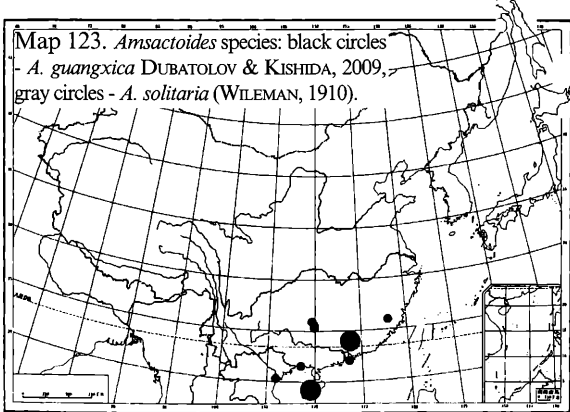 Map 123. Amsactoides species: black circles
- A. guangxica DUBATOLOV & KISHIDA, 2009,
gray circles - A. solitaria (WILEMAN, 1910).